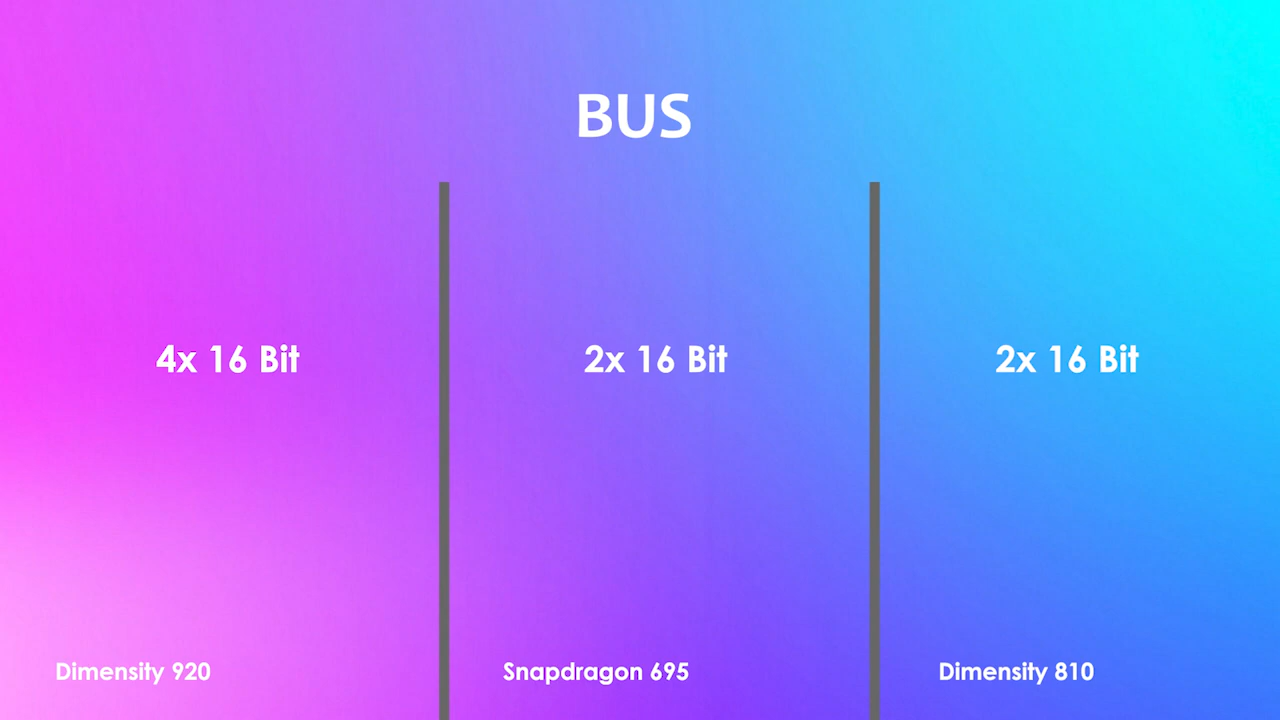 BUS
4x 16 Bit
2x 16 Bit
2x 16 Bit
Dimensity 920
Snapdragon 695
Dimensity 810